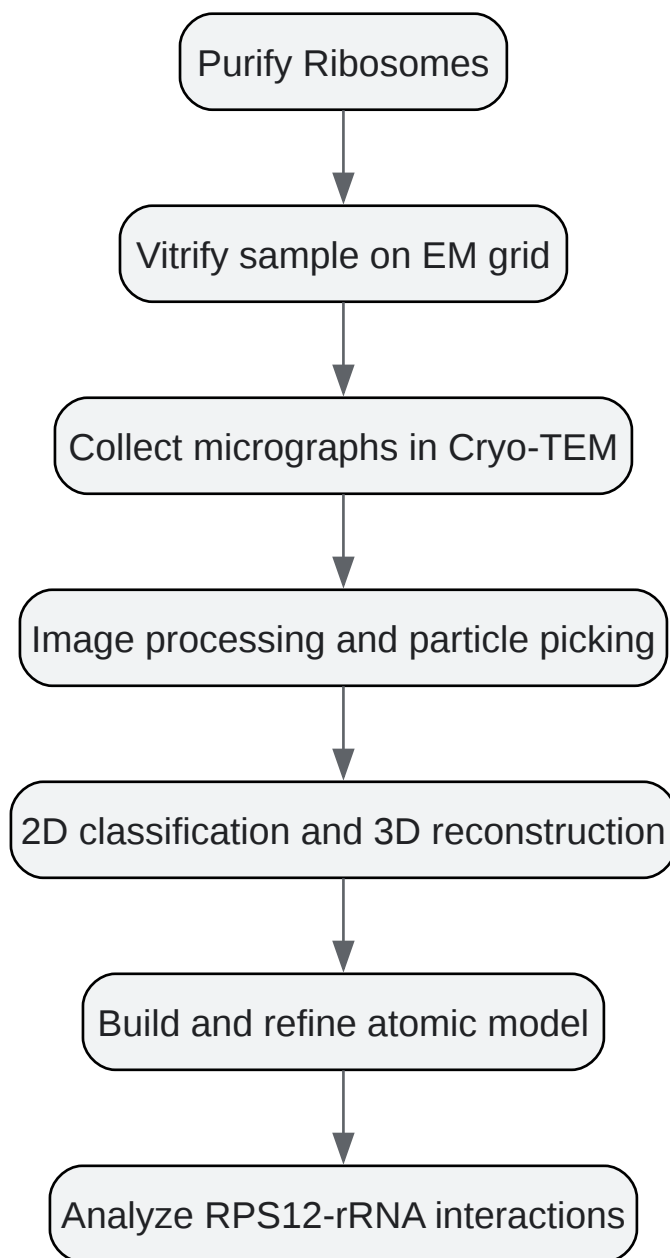 Purify Ribosomes
Vitrify sample on EM grid
Collect micrographs in Cryo-TEM
Image processing and particle picking
2D classification and 3D reconstruction
Build and refine atomic model
Analyze RPS12-rRNA interactions